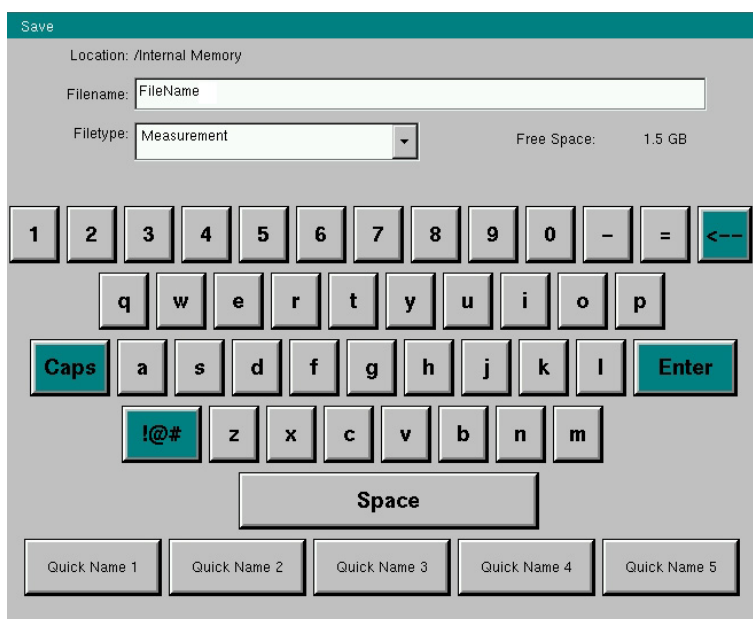 Save
Location: /Internal Memory
Filename: FileName
Filetype: Measurement Free Space: 1.5 GB
1 2 3 4 5 6 7 8 9 0 – = <--
q w e r t y u i o p
Caps a s d f g h j k l Enter
!@# z x c v b n m
Space
Quick Name 1 Quick Name 2 Quick Name 3 Quick Name 4 Quick Name 5